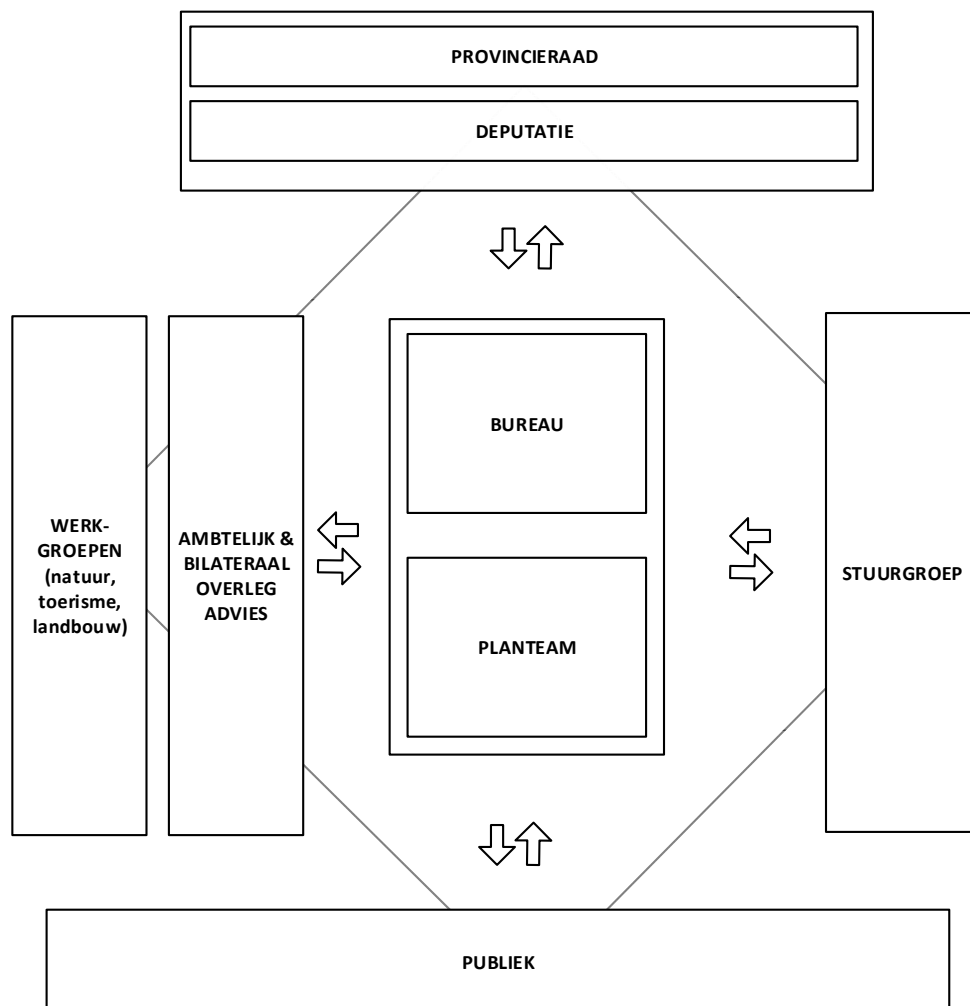 PROVINCIERAAD
DEPUTATIE
BUREAU
WERK-
GROEPEN
(natuur,
toerisme,
landbouw)
AMBTELIJK &
BILATERAAL
OVERLEG
ADVIES
STUURGROEP
PLANTEAM
PUBLIEK